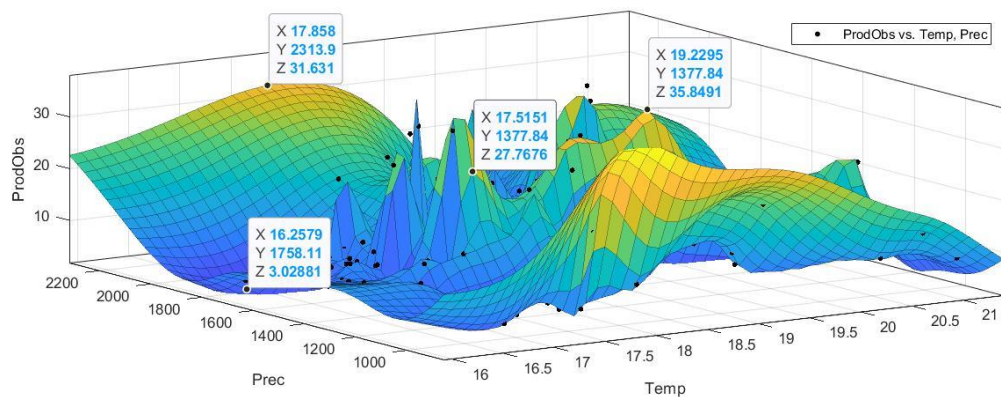 ProdObs vs. Temp, Prec
X 17.858
Y 2313.9
Z 31.631
X 19.2295
Y 1377.84
Z 35.8491
X 17.5151
Y 1377.84
Z 27.7676
X 16.2579
Y 1758.11
Z 3.02881
ProdObs
30
20
10
2200
2000
1800
1600
1400
1200
1000
Prec
16
16.5
17
17.5
18
18.5
19
19.5
20
20.5
21
Temp